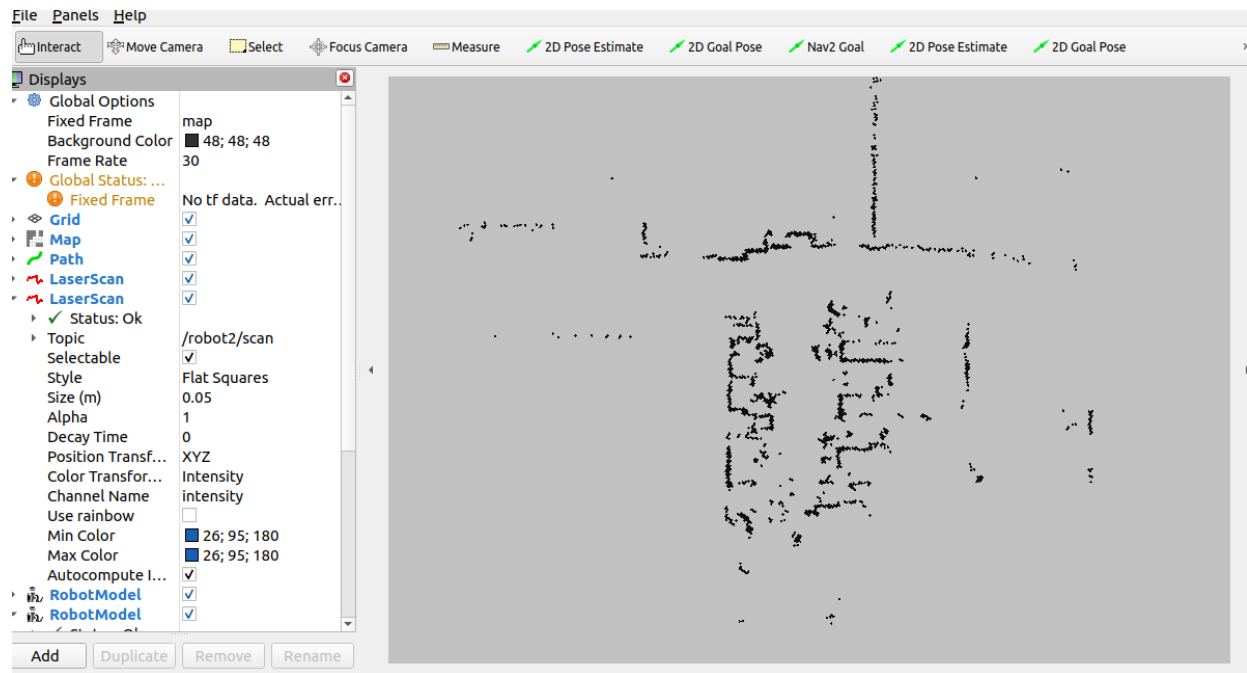 File Panels Help
Interact Move Camera Select Focus Camera Measure 2D Pose Estimate 2D Goal Pose Nav2 Goal 2D Pose Estimate 2D Goal Pose
Displays
Global Options
Fixed Frame map
Background Color 48; 48; 48
Frame Rate 30
Global Status: ...
Fixed Frame No tf data. Actual err..
Grid
Map
Path
LaserScan
LaserScan
Status: Ok
Topic /robot2/scan
Selectable
Style Flat Squares
Size (m) 0.05
Alpha 1
Decay Time 0
Position Transf... XYZ
Color Transfor... Intensity
Channel Name intensity
Use rainbow
Min Color 26; 95; 180
Max Color 26; 95; 180
Autocompute I...
RobotModel
RobotModel
Add Duplicate Remove Rename